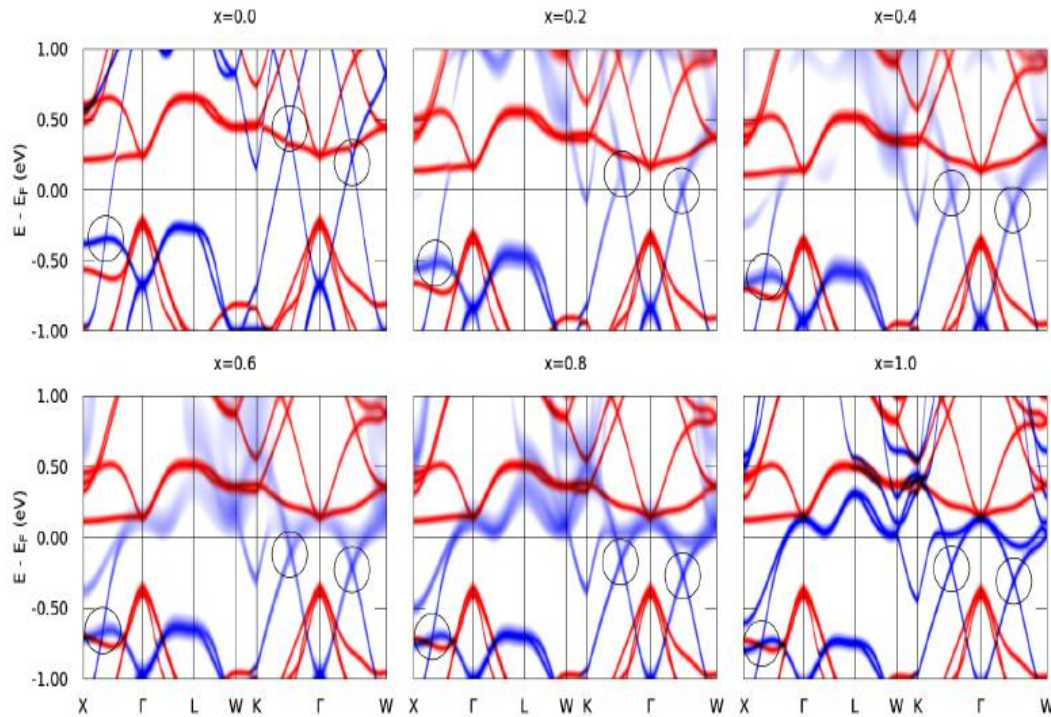 x=0.0 x=0.2 x=0.4
1.00
0.50
0.00
-0.50
-1.00
E - E_F (eV)
x=0.6 x=0.8 x=1.0
1.00
0.50
0.00
-0.50
-1.00
E - E_F (eV)
X Γ L W K Γ W X Γ L W K Γ W X Γ L W K Γ W